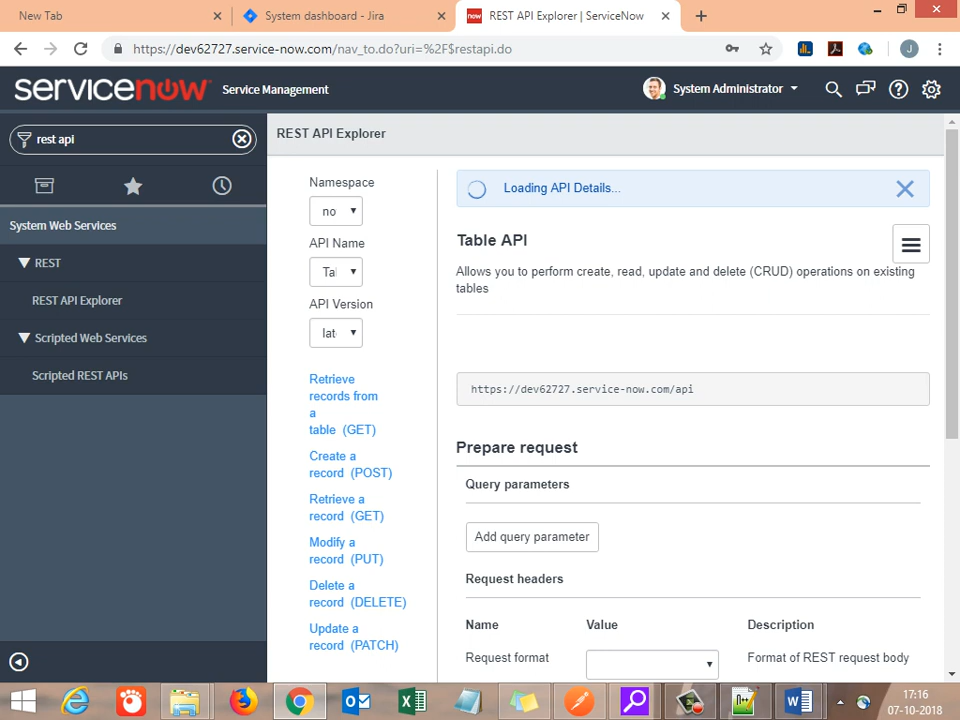 New Tab
System dashboard - Jira
now
REST API Explorer | ServiceNow
https://dev62727.service-now.com/nav_to.do?uri=%2F$restapi.do
J
servicenow
Service Management
System Administrator
rest api
REST API Explorer
System Web Services
REST
REST API Explorer
Scripted Web Services
Scripted REST APIs
Namespace
no
API Name
Ta
API Version
lat
Retrieve
records from
a
table (GET)
Create a
record (POST)
Retrieve a
record (GET)
Modify a
record (PUT)
Delete a
record (DELETE)
Update a
record (PATCH)
Loading API Details...
Table API
Allows you to perform create, read, update and delete (CRUD) operations on existing
tables
https://dev62727.service-now.com/api
Prepare request
Query parameters
Add query parameter
Request headers
Name Value Description
Request format Format of REST request body
17:16
07-10-2018